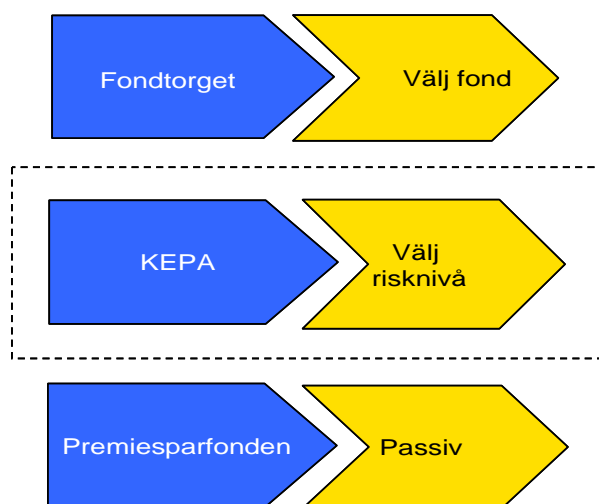 Fondtorget
Välj fond
KEPA
Välj
risknivå
Premiesparfonden
Passiv